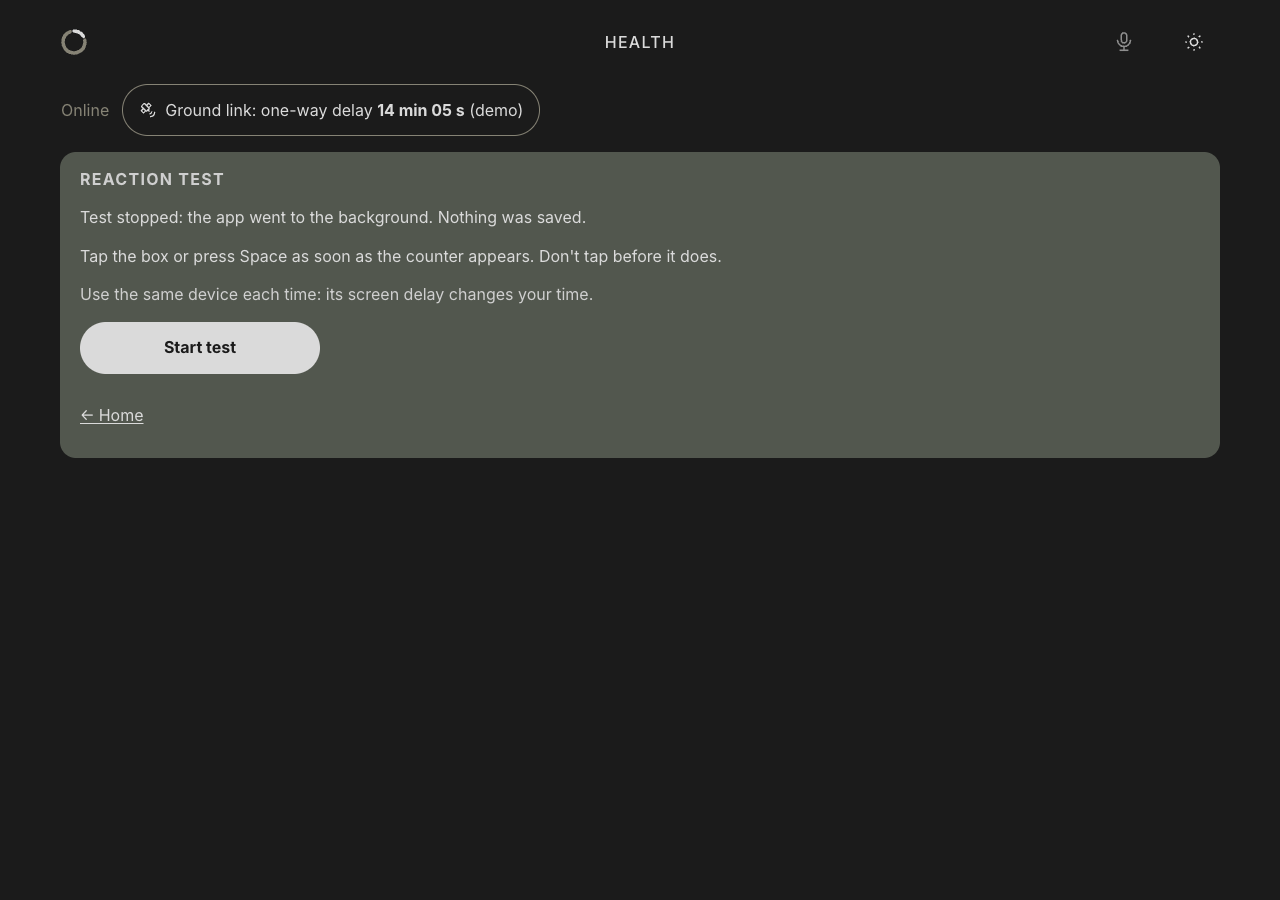 HEALTH
Online
Ground link: one-way delay 14 min 05 s (demo)
REACTION TEST
Test stopped: the app went to the background. Nothing was saved.
Tap the box or press Space as soon as the counter appears. Don't tap before it does.
Use the same device each time: its screen delay changes your time.
Start test
← Home